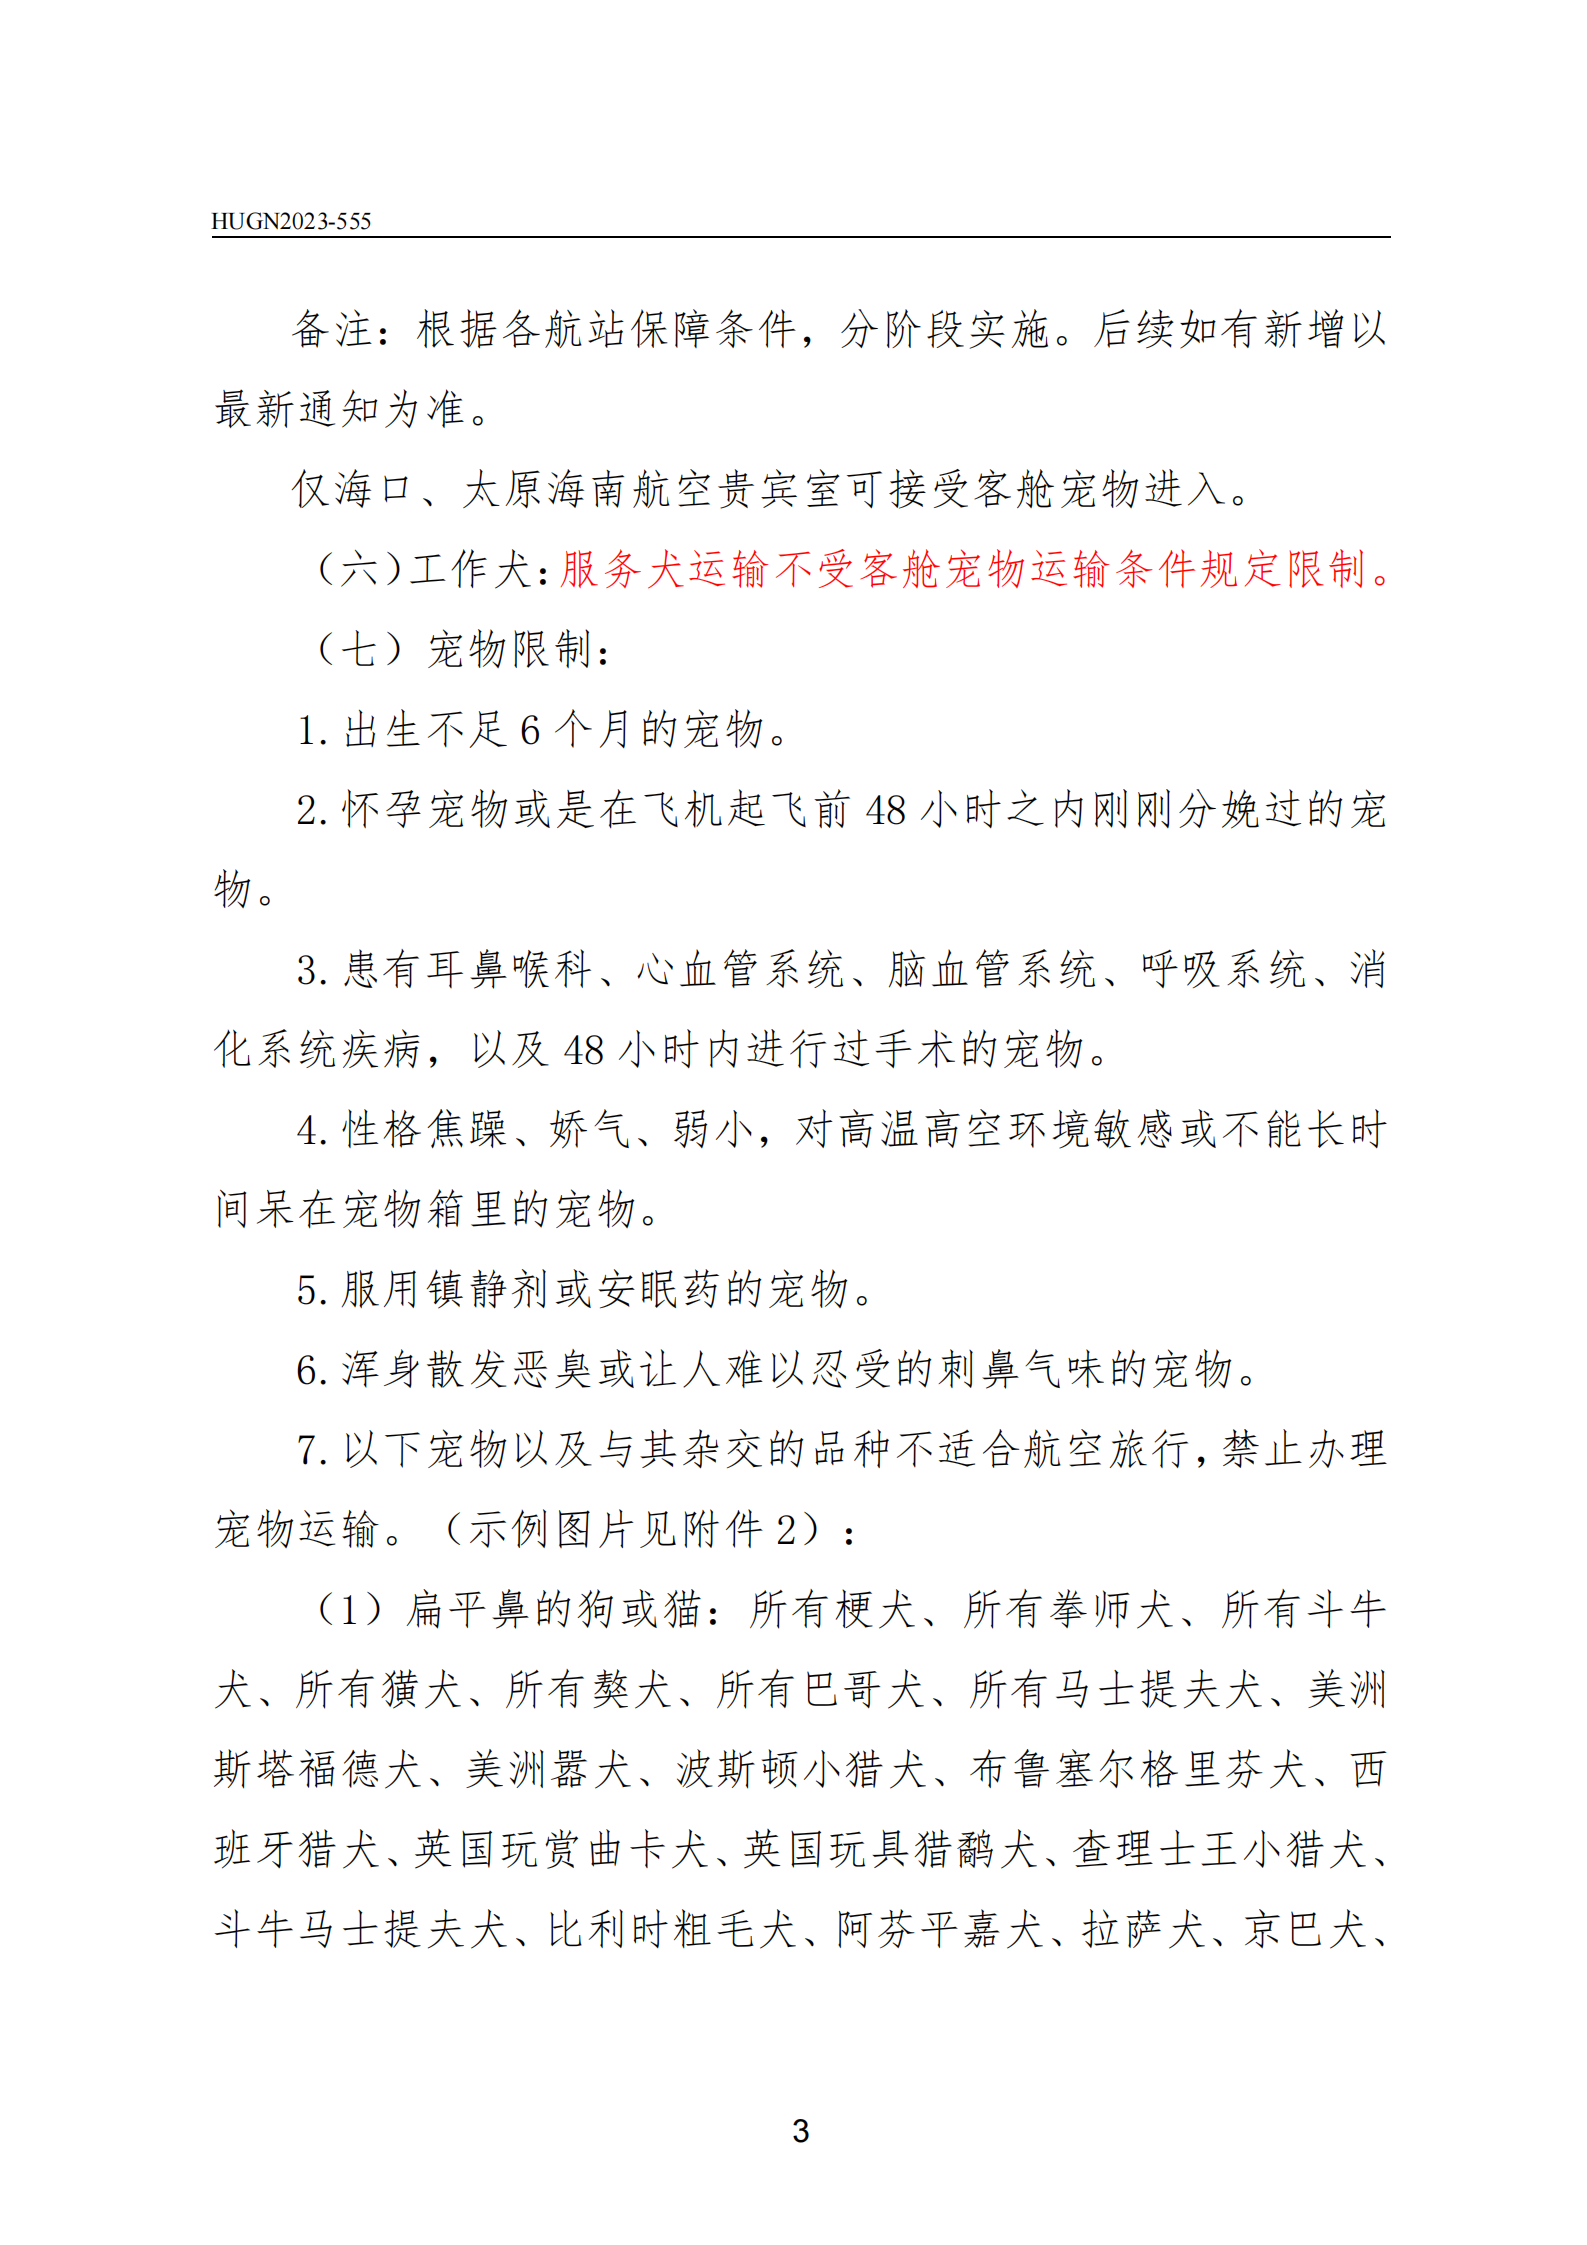 HUGN2023-555
备注：根据各航站保障条件，分阶段实施。后续如有新增以
最新通知为准。
仅海口、太原海南航空贵宾室可接受客舱宠物进入。
（六）工作犬：服务犬运输不受客舱宠物运输条件规定限制。
（七）宠物限制：
1.出生不足 6 个月的宠物。
2.怀孕宠物或是在飞机起飞前 48 小时之内刚刚分娩过的宠
物。
3.患有耳鼻喉科、心血管系统、脑血管系统、呼吸系统、消
化系统疾病，以及 48 小时内进行过手术的宠物。
4.性格焦躁、娇气、弱小，对高温高空环境敏感或不能长时
间呆在宠物箱里的宠物。
5.服用镇静剂或安眠药的宠物。
6.浑身散发恶臭或让人难以忍受的刺鼻气味的宠物。
7.以下宠物以及与其杂交的品种不适合航空旅行，禁止办理
宠物运输。（示例图片见附件 2）：
（1）扁平鼻的狗或猫：所有梗犬、所有拳师犬、所有斗牛
犬、所有獚犬、所有獒犬、所有巴哥犬、所有马士提夫犬、美洲
斯塔福德犬、美洲嚣犬、波斯顿小猎犬、布鲁塞尔格里芬犬、西
班牙猎犬、英国玩赏曲卡犬、英国玩具猎鹬犬、查理士王小猎犬、
斗牛马士提夫犬、比利时粗毛犬、阿芬平嘉犬、拉萨犬、京巴犬、
3